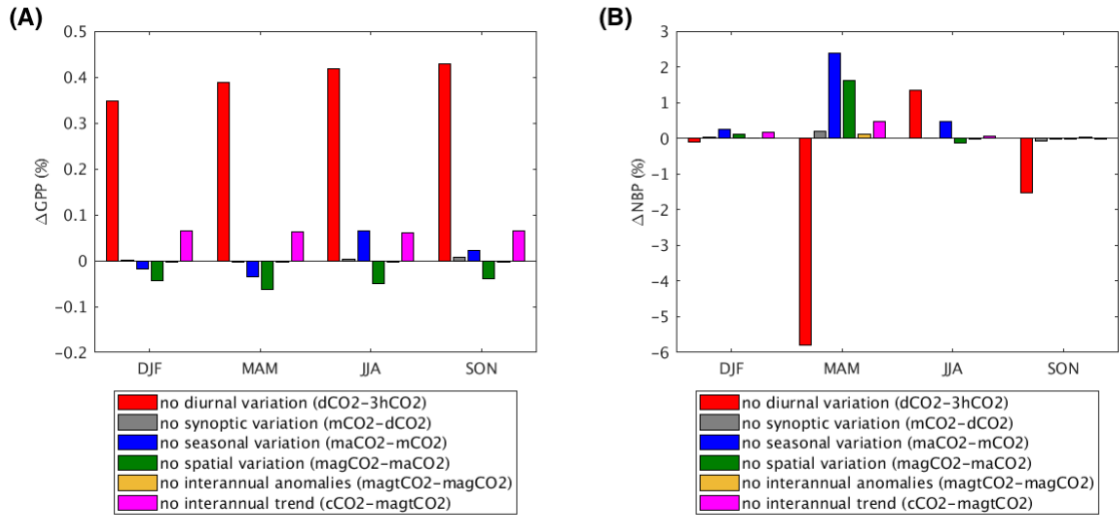 (A)
0.5
0.4
0.3
0.2
0.1
0
-0.1
-0.2
ΔGPP (%)
DJF MAM JJA SON
no diurnal variation (dCO2-3hCO2)
no synoptic variation (mCO2-dCO2)
no seasonal variation (maCO2-mCO2)
no spatial variation (magCO2-maCO2)
no interannual anomalies (magtCO2-magCO2)
no interannual trend (cCO2-magtCO2)
(B)
3
2
1
0
-1
-2
-3
-4
-5
-6
ΔNBP (%)
DJF MAM JJA SON
no diurnal variation (dCO2-3hCO2)
no synoptic variation (mCO2-dCO2)
no seasonal variation (maCO2-mCO2)
no spatial variation (magCO2-maCO2)
no interannual anomalies (magtCO2-magCO2)
no interannual trend (cCO2-magtCO2)